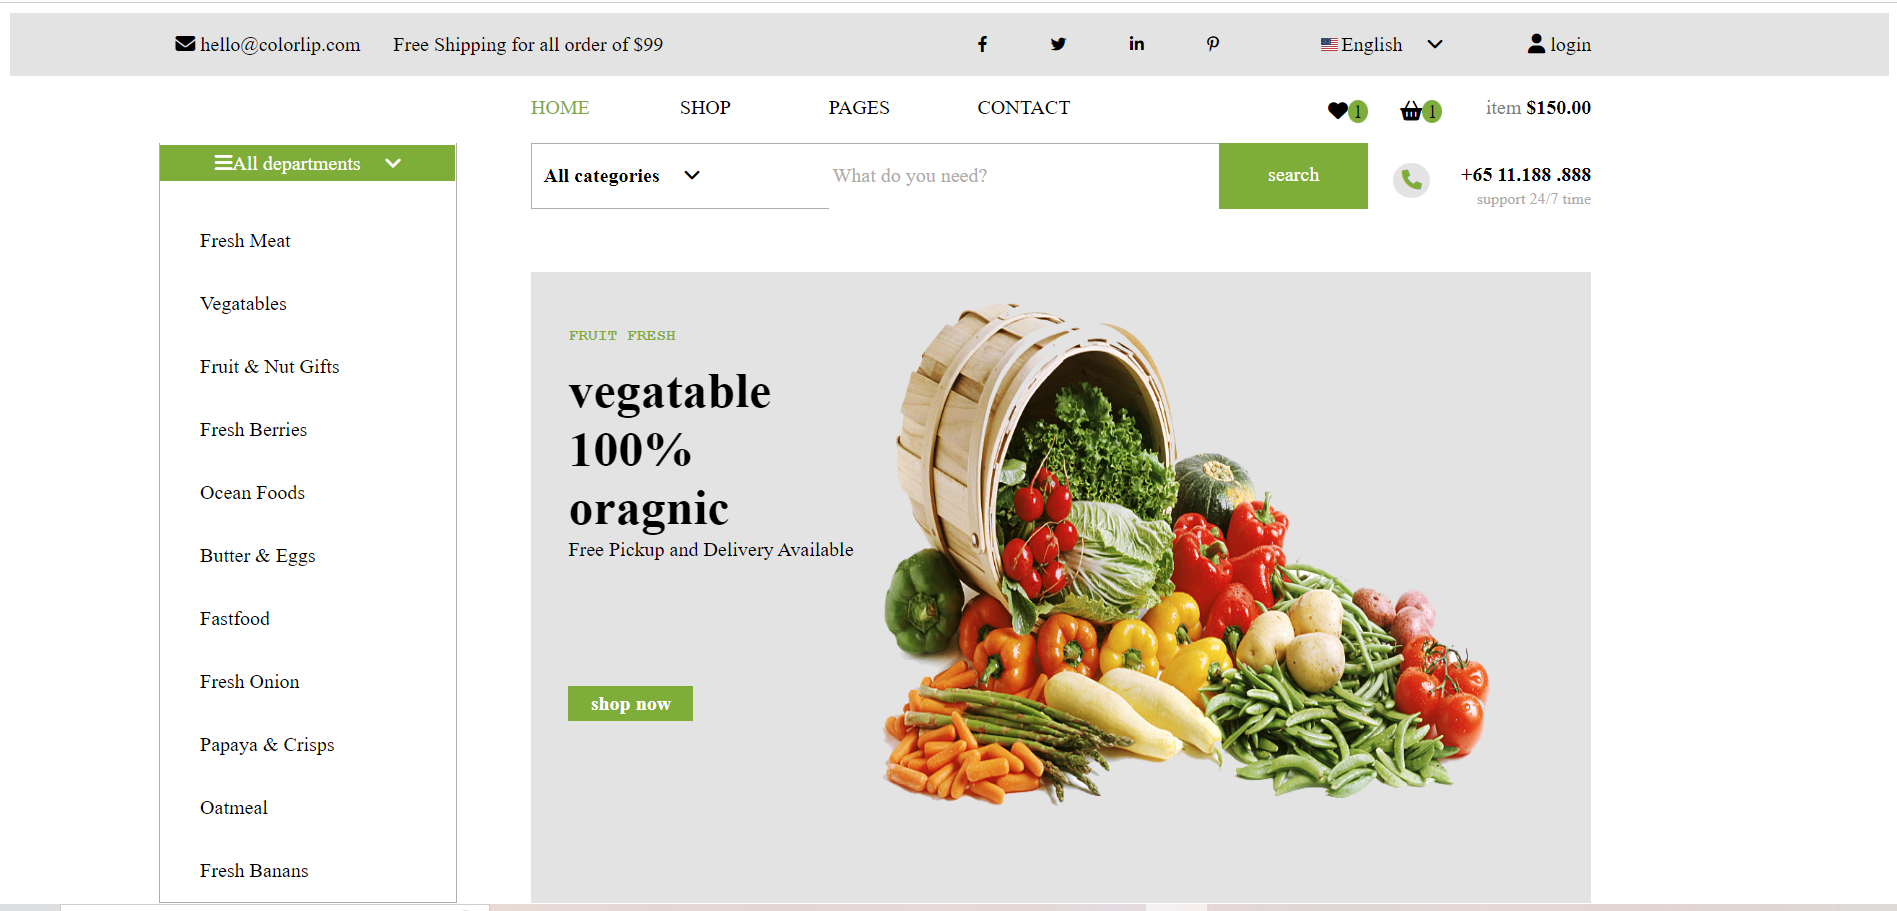 hello@colorlip.com Free Shipping for all order of $99 English login
HOME SHOP PAGES CONTACT 1 1 item $150.00
All departments All categories What do you need? search +65 11.188 .888
support 24/7 time
Fresh Meat
Vegatables
Fruit & Nut Gifts
Fresh Berries
Ocean Foods
Butter & Eggs
Fastfood
Fresh Onion
Papaya & Crisps
Oatmeal
Fresh Banans
FRUIT FRESH
vegatable
100%
oragnic
Free Pickup and Delivery Available
shop now